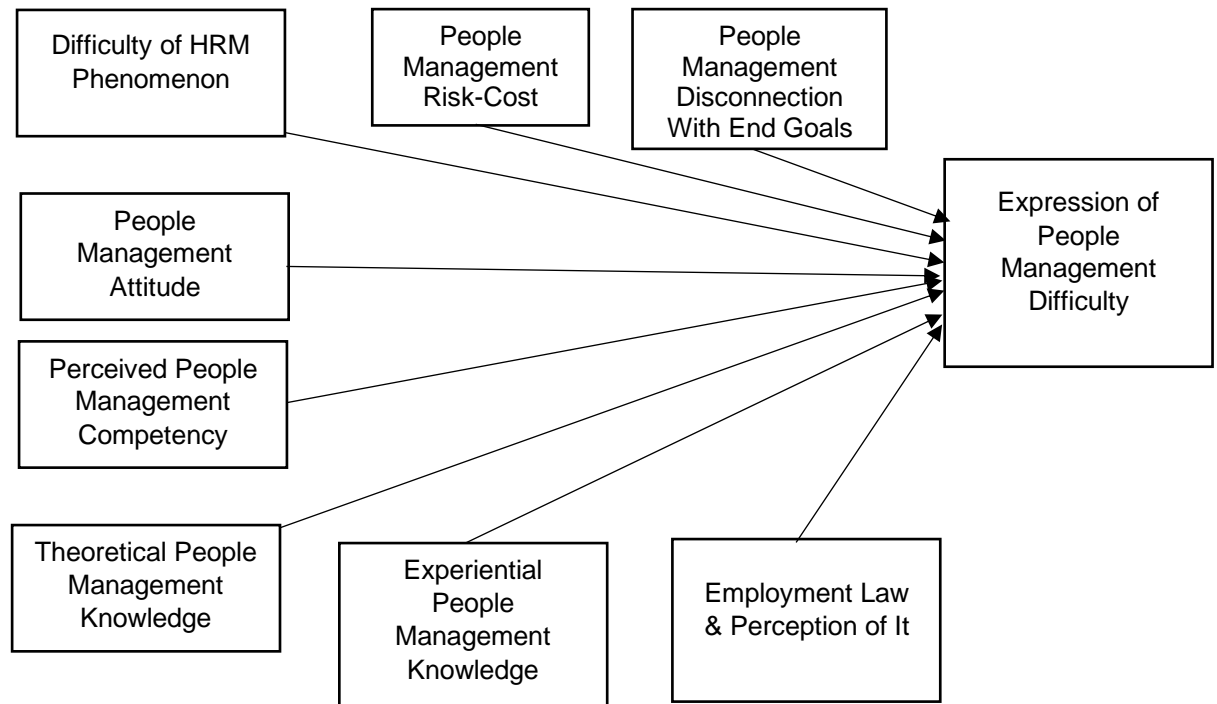 Difficulty of HRM
Phenomenon
People
Management
Risk-Cost
People
Management
Disconnection
With End Goals
Expression of
People
Management
Difficulty
People
Management
Attitude
Perceived People
Management
Competency
Theoretical People
Management
Knowledge
Experiential
People
Management
Knowledge
Employment Law
& Perception of It